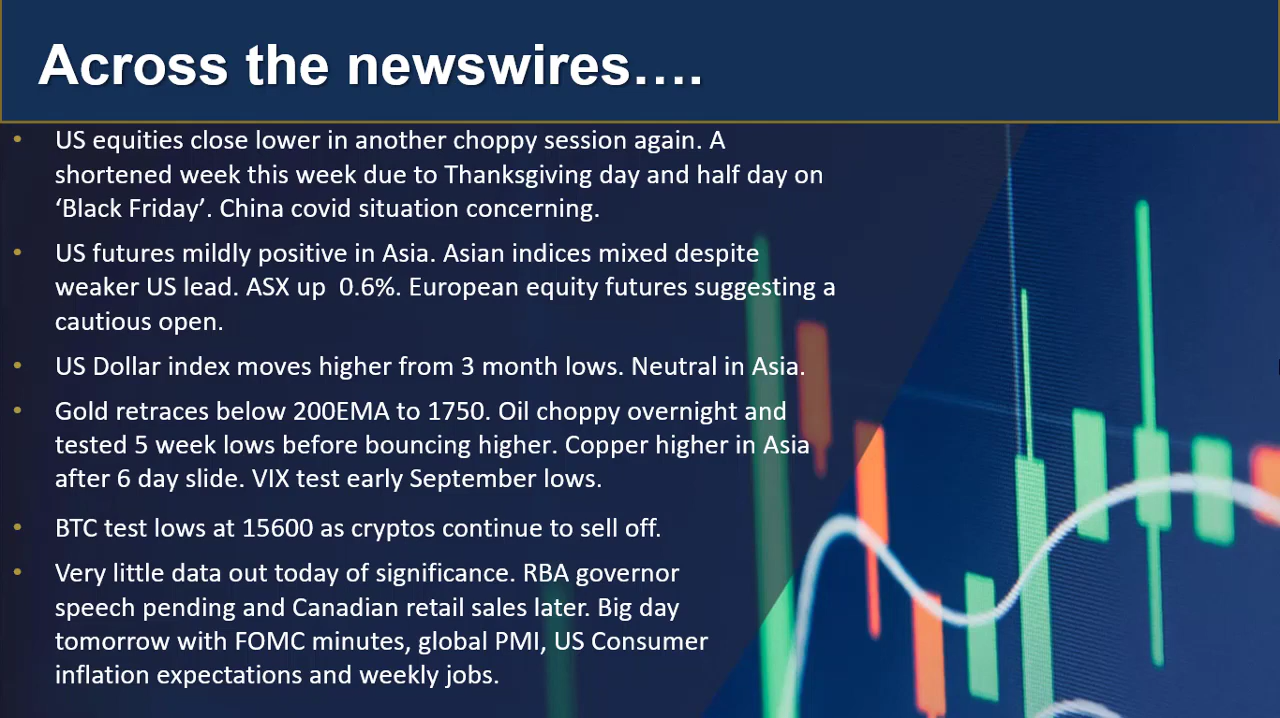 Across the newswires….
• US equities close lower in another choppy session again. A
shortened week this week due to Thanksgiving day and half day on
‘Black Friday’. China covid situation concerning.
• US futures mildly positive in Asia. Asian indices mixed despite
weaker US lead. ASX up  0.6%. European equity futures suggesting a
cautious open.
• US Dollar index moves higher from 3 month lows. Neutral in Asia.
• Gold retraces below 200EMA to 1750. Oil choppy overnight and
tested 5 week lows before bouncing higher. Copper higher in Asia
after 6 day slide. VIX test early September lows.
• BTC test lows at 15600 as cryptos continue to sell off.
• Very little data out today of significance. RBA governor
speech pending and Canadian retail sales later. Big day
tomorrow with FOMC minutes, global PMI, US Consumer
inflation expectations and weekly jobs.